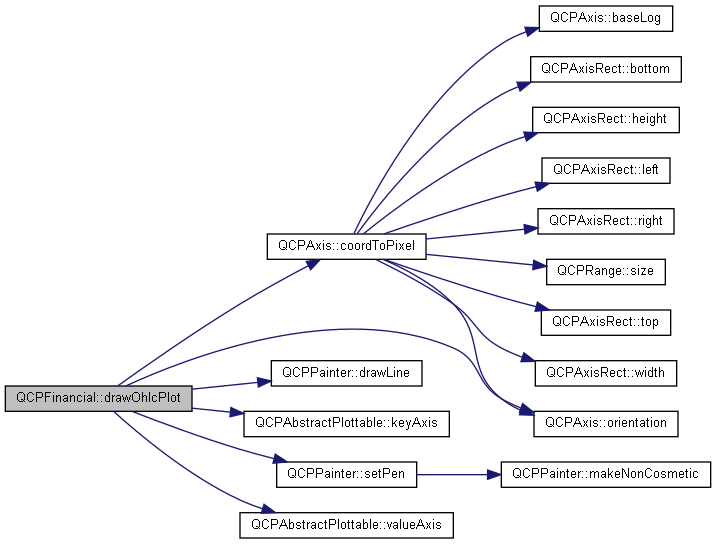 QCPAxis::baseLog
QCPAxisRect::bottom
QCPAxisRect::height
QCPAxisRect::left
QCPAxisRect::right
QCPAxis::coordToPixel
QCPRange::size
QCPAxisRect::top
QCPAxisRect::width
QCPPainter::drawLine
QCPFinancial::drawOhlcPlot
QCPAbstractPlottable::keyAxis
QCPAxis::orientation
QCPPainter::setPen
QCPPainter::makeNonCosmetic
QCPAbstractPlottable::valueAxis